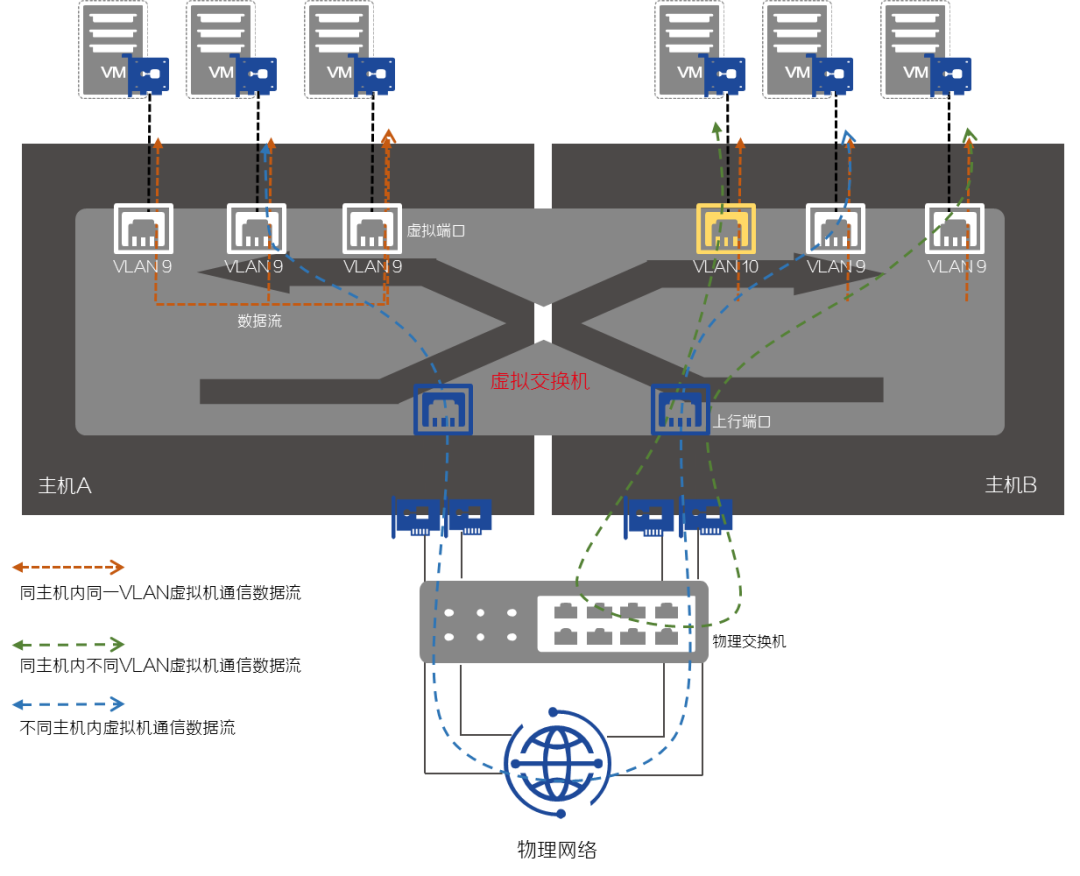 VM
VM
VM
VM
VM
VM
虚拟端口
VLAN 9
VLAN 9
VLAN 9
VLAN 10
VLAN 9
VLAN 9
数据流
虚拟交换机
上行端口
主机A
主机B
同主机内同一VLAN虚拟机通信数据流
物理交换机
同主机内不同VLAN虚拟机通信数据流
不同主机内虚拟机通信数据流
物理网络